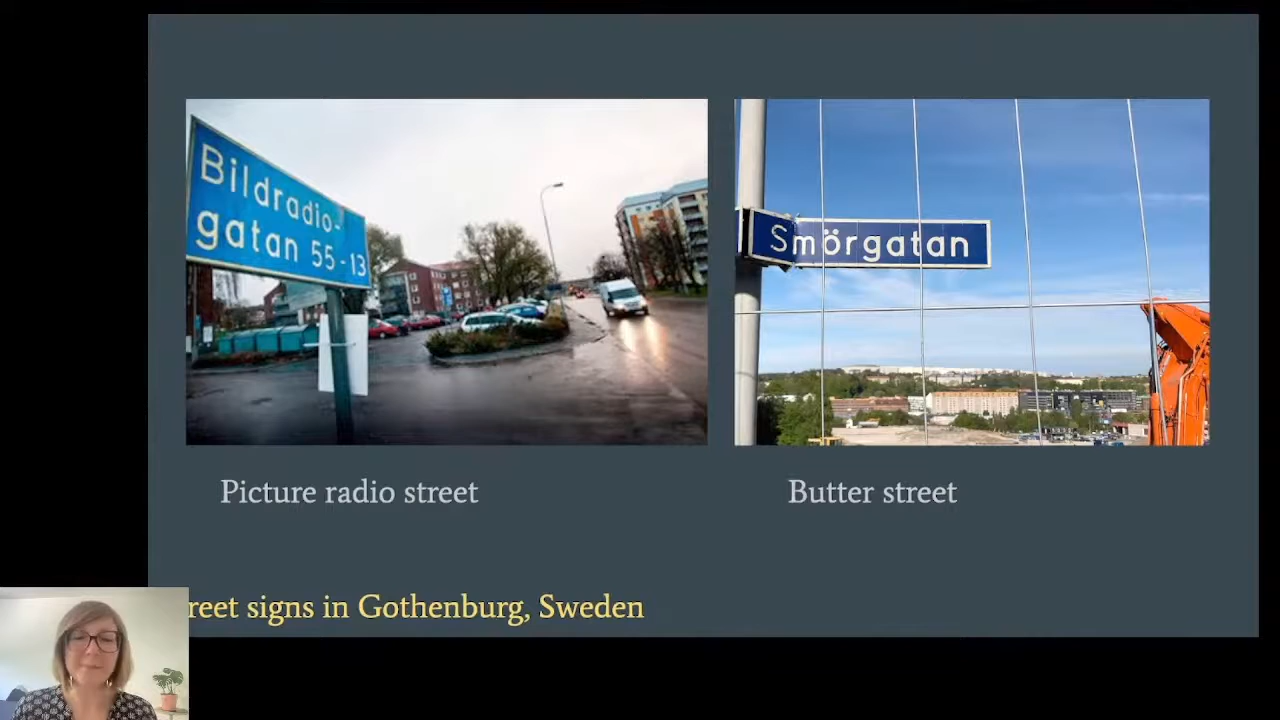 Bildradio-
gatan 55-13
Smörgatan
Picture radio street
Butter street
reet signs in Gothenburg, Sweden